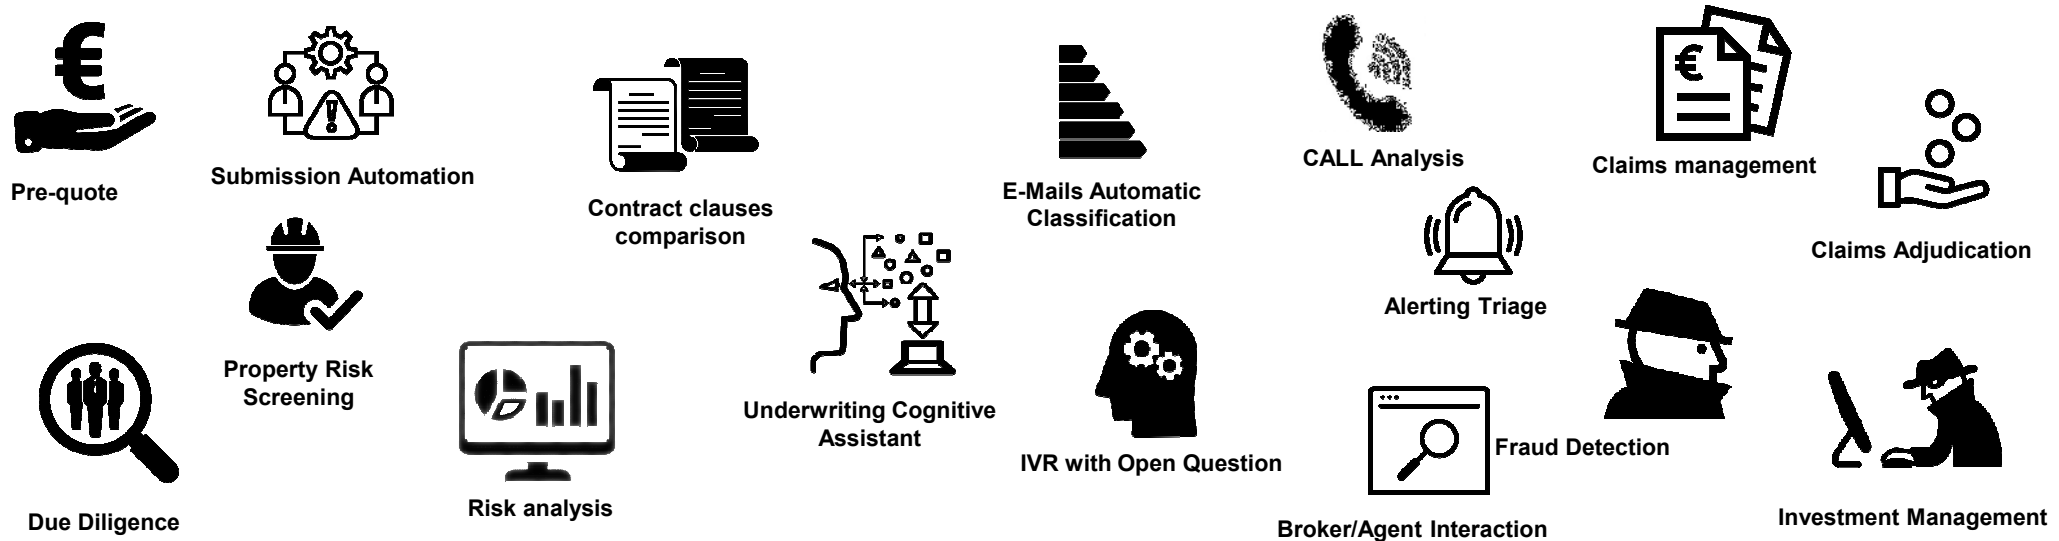 Pre-quote
Submission Automation
Contract clauses
comparison
E-Mails Automatic
Classification
CALL Analysis
Claims management
Claims Adjudication
Alerting Triage
Property Risk
Screening
Underwriting Cognitive
Assistant
IVR with Open Question
Fraud Detection
Due Diligence
Risk analysis
Broker/Agent Interaction
Investment Management